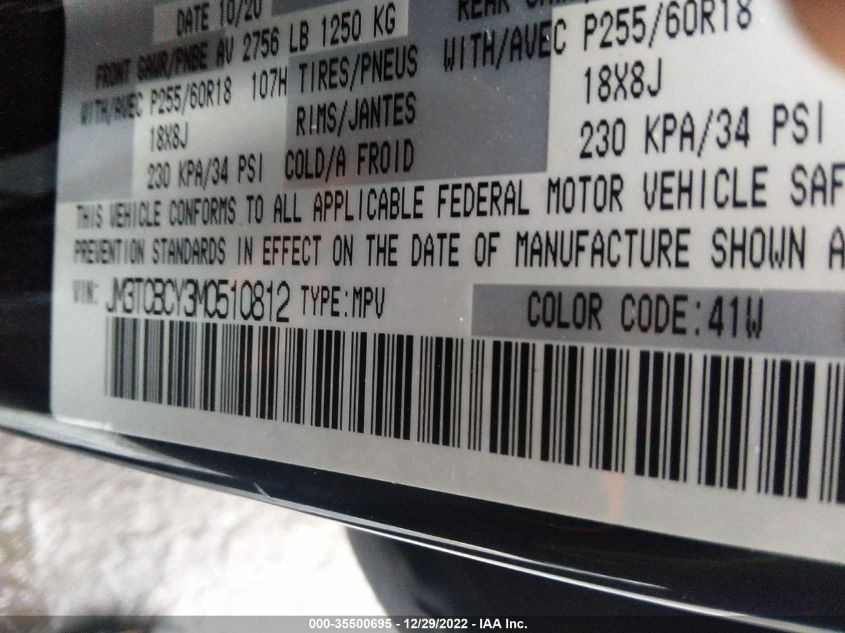 DATE 10/20
FRONT GAWR/PNBE AV 2756 LB 1250 KG
WITH/AVEC P255/60R18 107H TIRES/PNEUS WITH/AVEC P255/60R18
18X8J RIMS/JANTES 18X8J
230 KPA/34 PSI COLD/A FROID 230 KPA/34 PSI
THIS VEHICLE CONFORMS TO ALL APPLICABLE FEDERAL MOTOR VEHICLE SAF
PREVENTION STANDARDS IN EFFECT ON THE DATE OF MANUFACTURE SHOWN A
VIN: JM3TCBCY3M0510812 TYPE:MPV COLOR CODE:41W
000-35500695 - 12/29/2022 - IAA Inc.